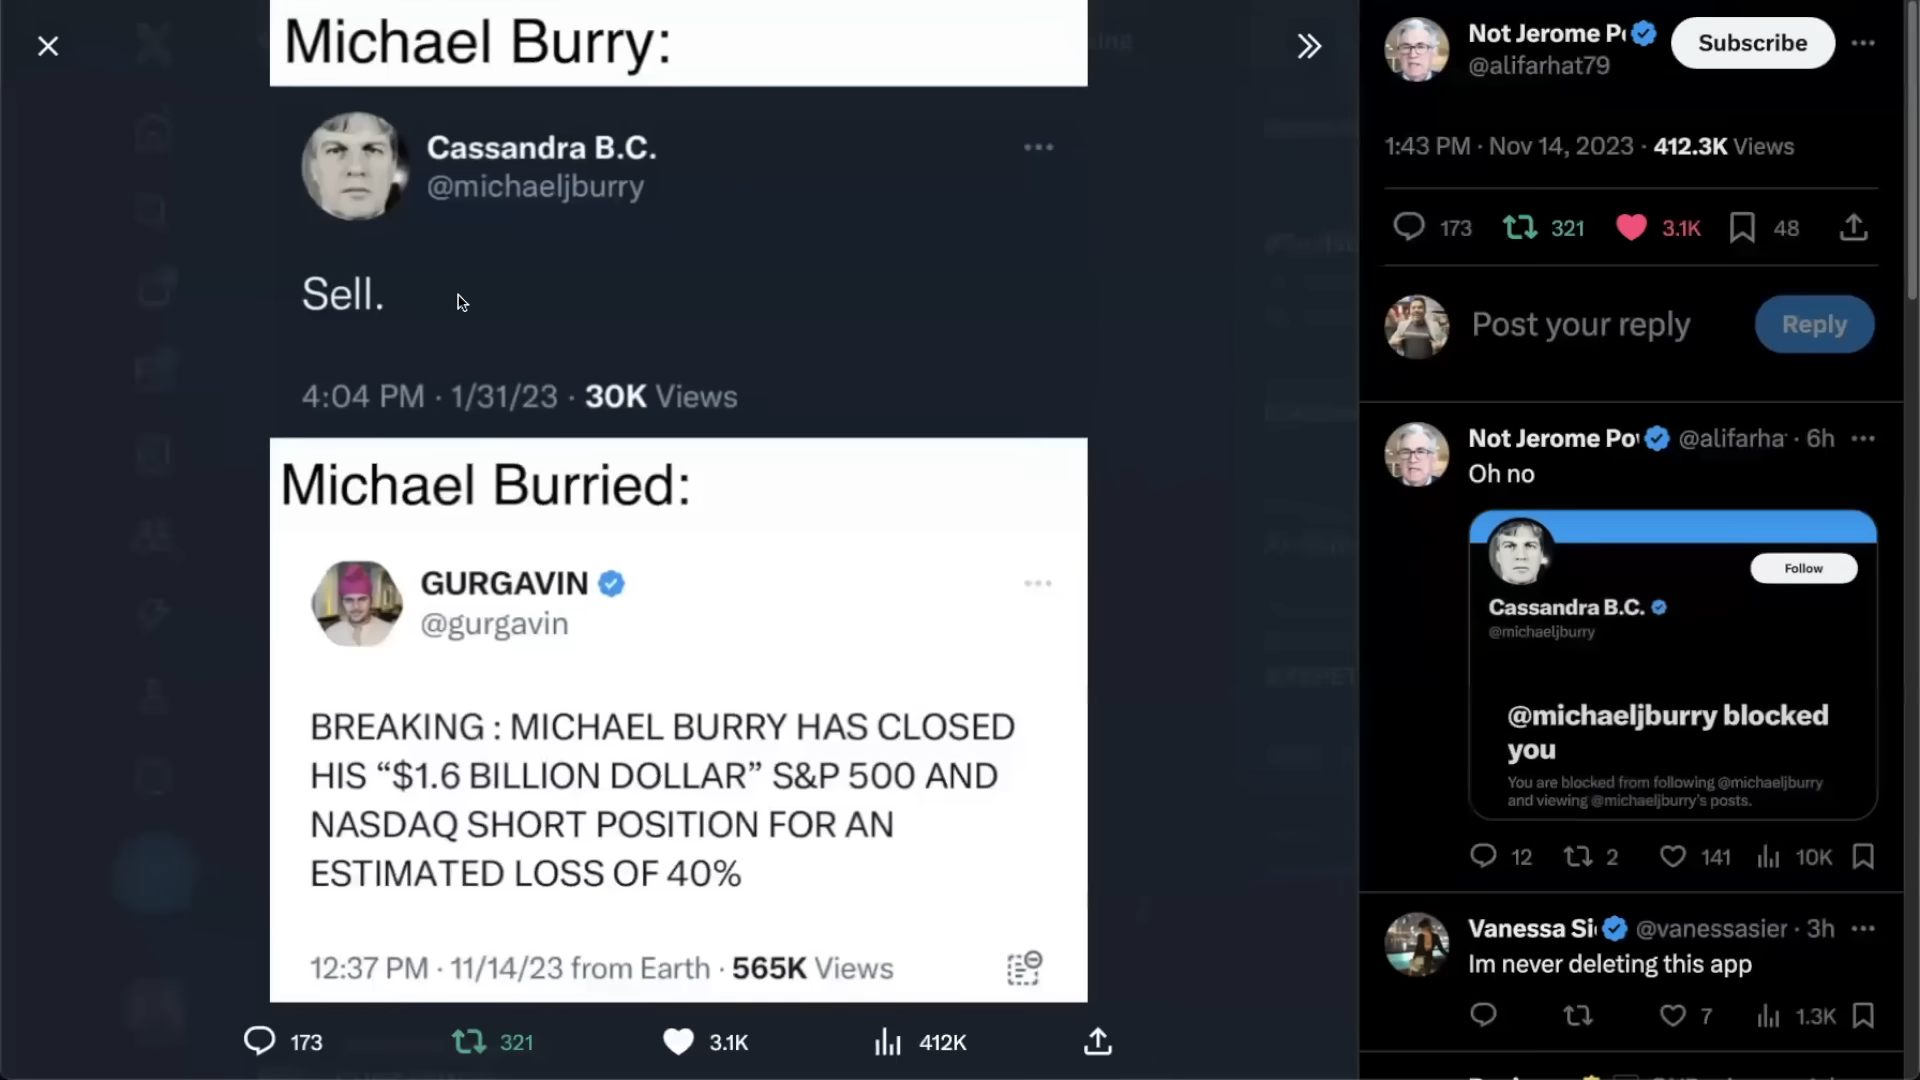 Michael Burry:
Cassandra B.C.
@michaeljburry
Sell.
4:04 PM · 1/31/23 · 30K Views
Michael Burried:
GURGAVIN
@gurgavin
BREAKING : MICHAEL BURRY HAS CLOSED
HIS “$1.6 BILLION DOLLAR” S&P 500 AND
NASDAQ SHORT POSITION FOR AN
ESTIMATED LOSS OF 40%
12:37 PM · 11/14/23 from Earth · 565K Views
173 321 3.1K 412K
Not Jerome P
Subscribe
@alifarhat79
1:43 PM · Nov 14, 2023 · 412.3K Views
173 321 3.1K 48
Post your reply
Reply
Not Jerome Po @alifarha · 6h
Oh no
Follow
Cassandra B.C.
@michaeljburry
@michaeljburry blocked
you
You are blocked from following @michaeljburry
and viewing @michaeljburry's posts.
12 2 141 10K
Vanessa Si @vanessasier · 3h
Im never deleting this app
7 1.3K